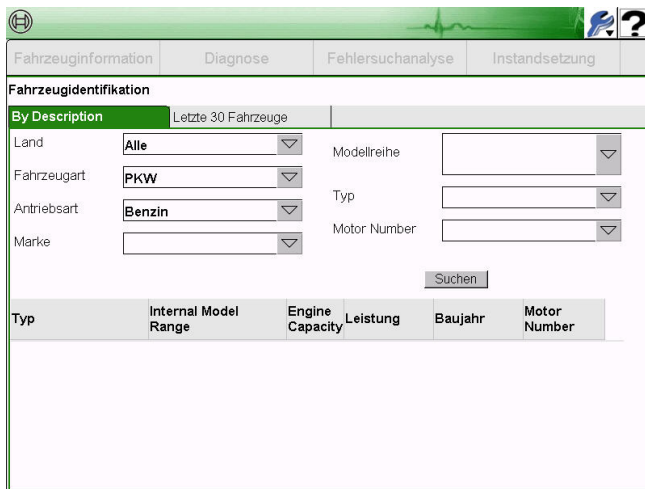 Fahrzeuginformation Diagnose Fehlersuchanalyse Instandsetzung
Fahrzeugidentifikation
By Description Letzte 30 Fahrzeuge
Land Alle
Fahrzeugart PKW
Antriebsart Benzin
Marke
Modellreihe
Typ
Motor Number
Suchen
Typ Internal Model Range Engine Capacity Leistung Baujahr Motor Number